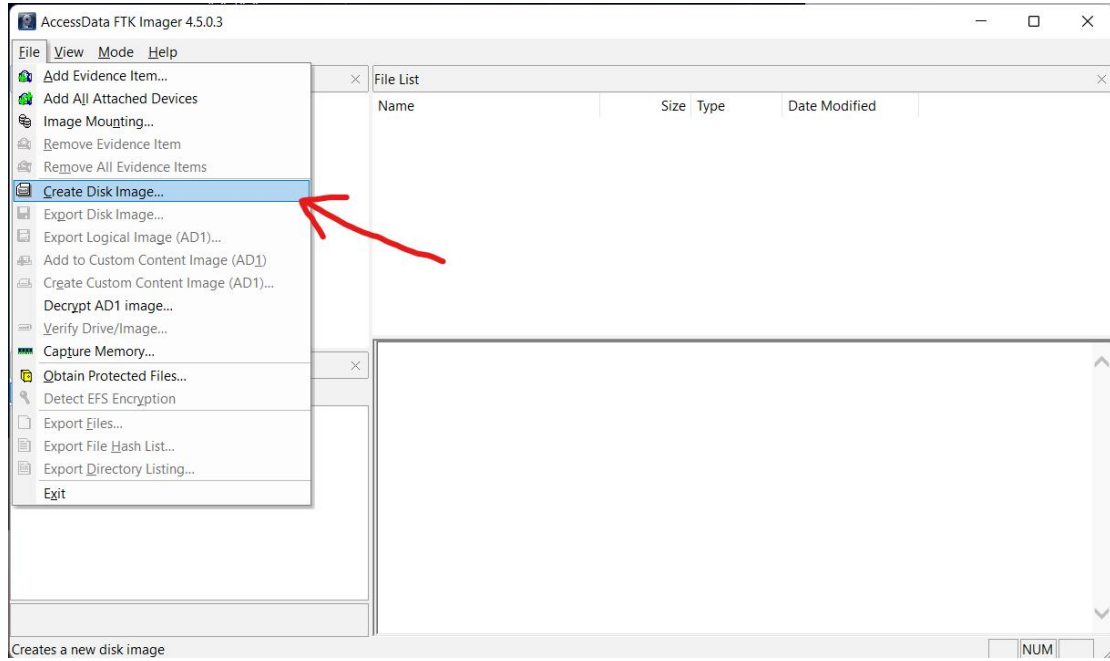 AccessData FTK Imager 4.5.0.3
File View Mode Help
Add Evidence Item...
Add All Attached Devices
Image Mounting...
Remove Evidence Item
Remove All Evidence Items
Create Disk Image...
Export Disk Image...
Export Logical Image (AD1)...
Add to Custom Content Image (AD1)
Create Custom Content Image (AD1)...
Decrypt AD1 image...
Verify Drive/Image...
Capture Memory...
Obtain Protected Files...
Detect EFS Encryption
Export Files...
Export File Hash List...
Export Directory Listing...
Exit
File List
Name Size Type Date Modified
Creates a new disk image
NUM